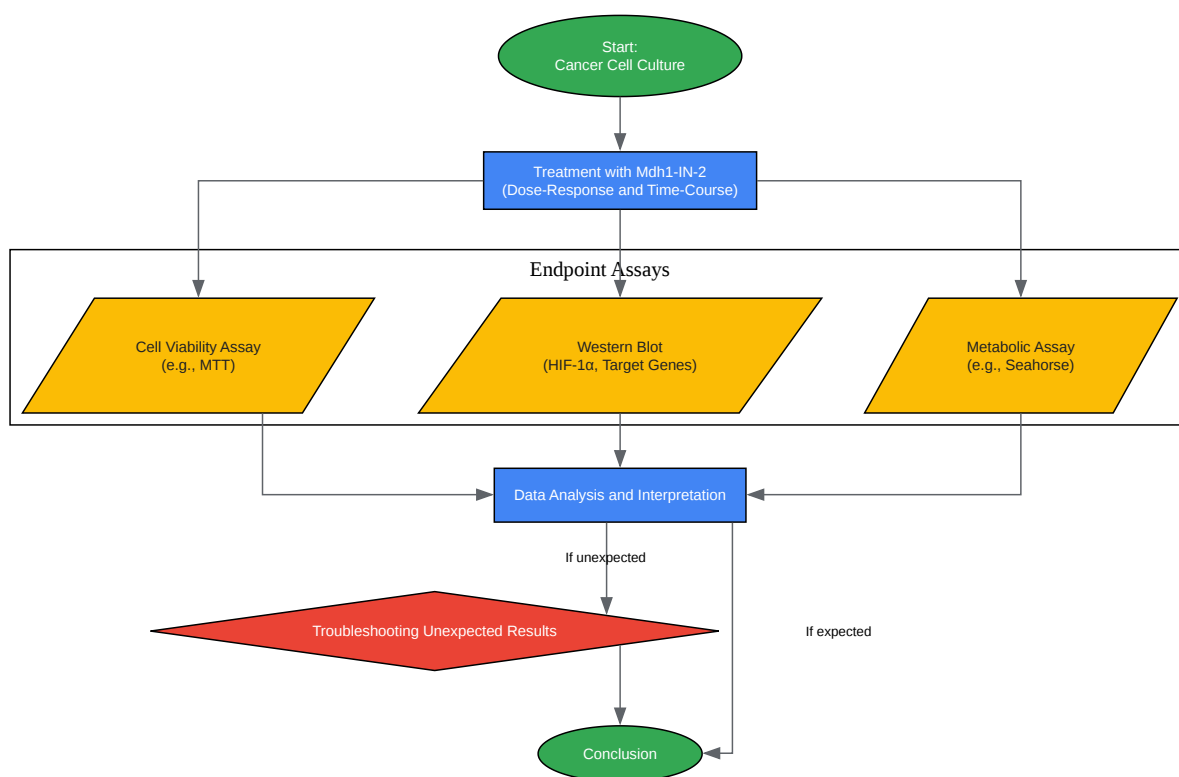 Start:
Cancer Cell Culture
Treatment with Mdh1-IN-2
(Dose-Response and Time-Course)
Endpoint Assays
Cell Viability Assay
(e.g., MTT)
Western Blot
(HIF-1α, Target Genes)
Metabolic Assay
(e.g., Seahorse)
Data Analysis and Interpretation
If unexpected
Troubleshooting Unexpected Results
If expected
Conclusion